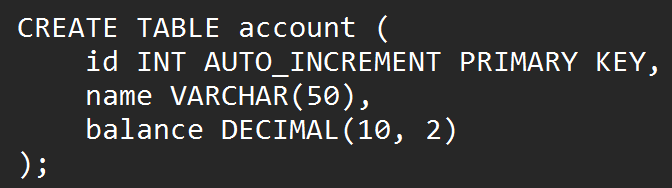 CREATE TABLE account (
    id INT AUTO_INCREMENT PRIMARY KEY,
    name VARCHAR(50),
    balance DECIMAL(10, 2)
);